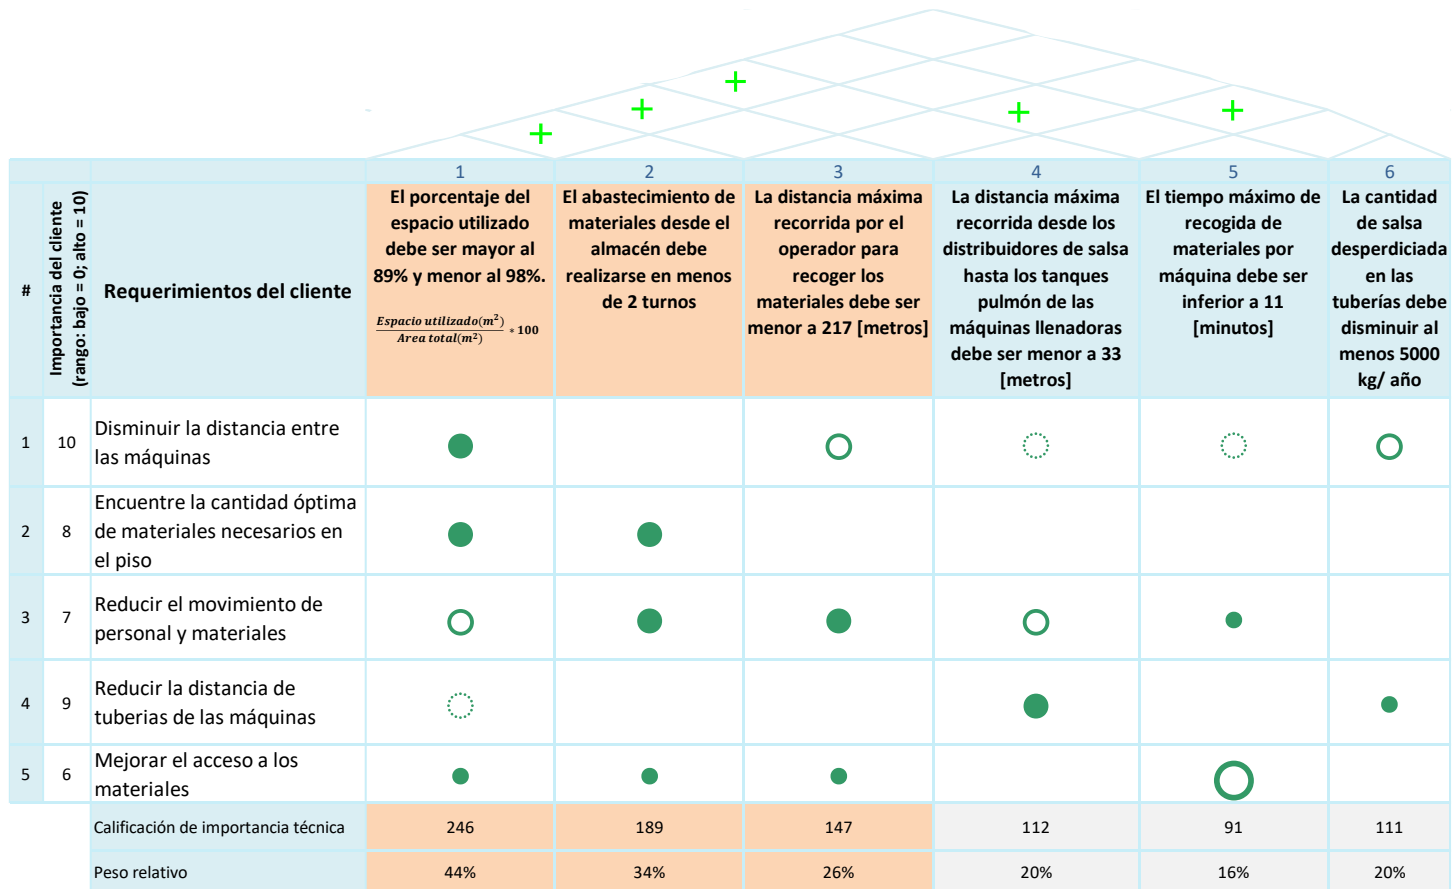 +
+
+
+
+
1 2 3 4 5 6
#
Importancia del cliente
(rango: bajo = 0; alto = 10)
Requerimientos del cliente
El porcentaje del
espacio utilizado
debe ser mayor al
89% y menor al 98%.
Espacio utilizado(m²)
Area total(m²)
* 100
El abastecimiento de
materiales desde el
almacén debe
realizarse en menos
de 2 turnos
La distancia máxima
recorrida por el
operador para
recoger los
materiales debe ser
menor a 217 [metros]
La distancia máxima
recorrida desde los
distribuidores de salsa
hasta los tanques
pulmón de las
máquinas llenadoras
debe ser menor a 33
[metros]
El tiempo máximo de
recogida de
materiales por
máquina debe ser
inferior a 11
[minutos]
La cantidad
de salsa
desperdiciada
en las
tuberías debe
disminuir al
menos 5000
kg/ año
1 10 Disminuir la distancia entre
las máquinas
2 8 Encuentre la cantidad óptima
de materiales necesarios en
el piso
3 7 Reducir el movimiento de
personal y materiales
4 9 Reducir la distancia de
tuberias de las máquinas
5 6 Mejorar el acceso a los
materiales
Calificación de importancia técnica 246 189 147 112 91 111
Peso relativo 44% 34% 26% 20% 16% 20%